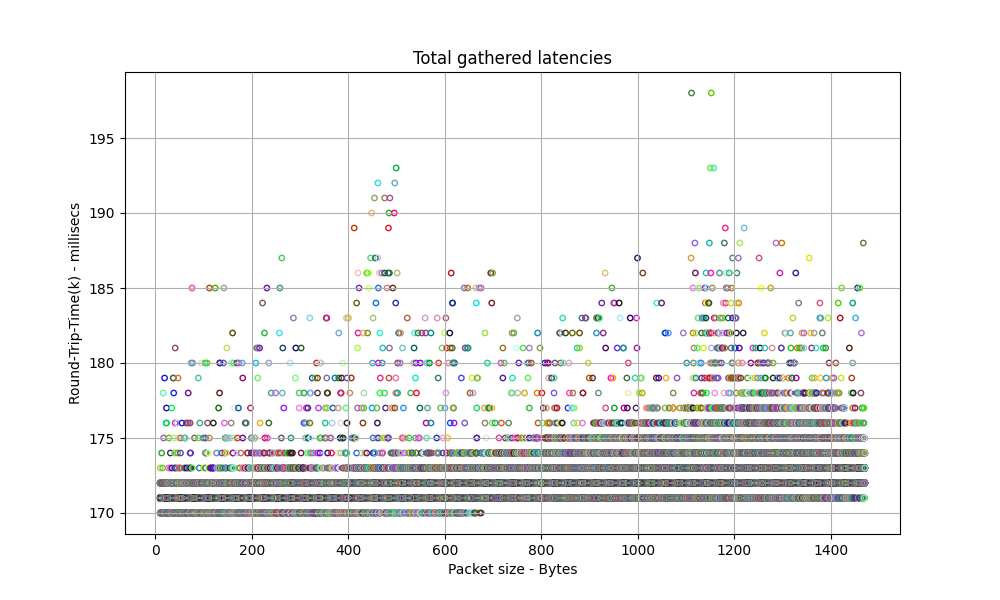 Total gathered latencies
Round-Trip-Time(k) - millisecs
195
190
185
180
175
170
0 200 400 600 800 1000 1200 1400
Packet size - Bytes